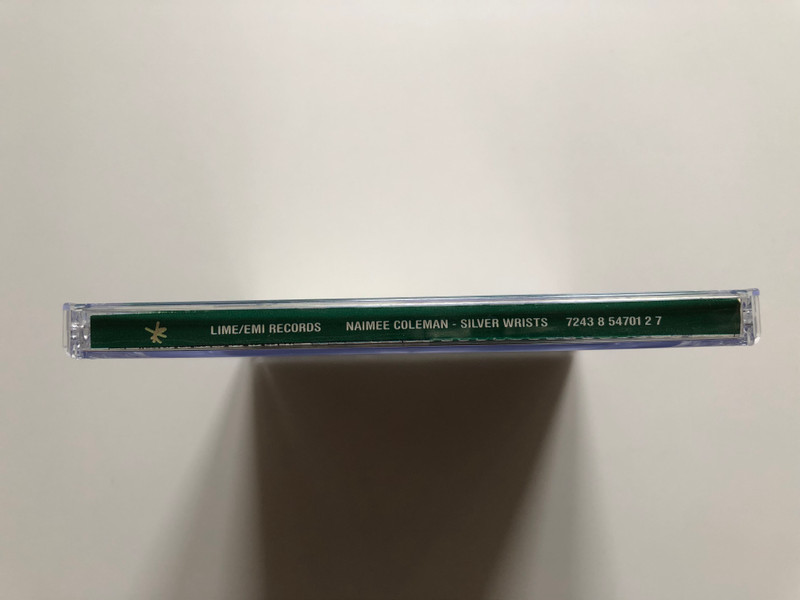 LIME/EMI RECORDS NAIMEE COLEMAN - SILVER WRISTS 7243 8 54701 2 7